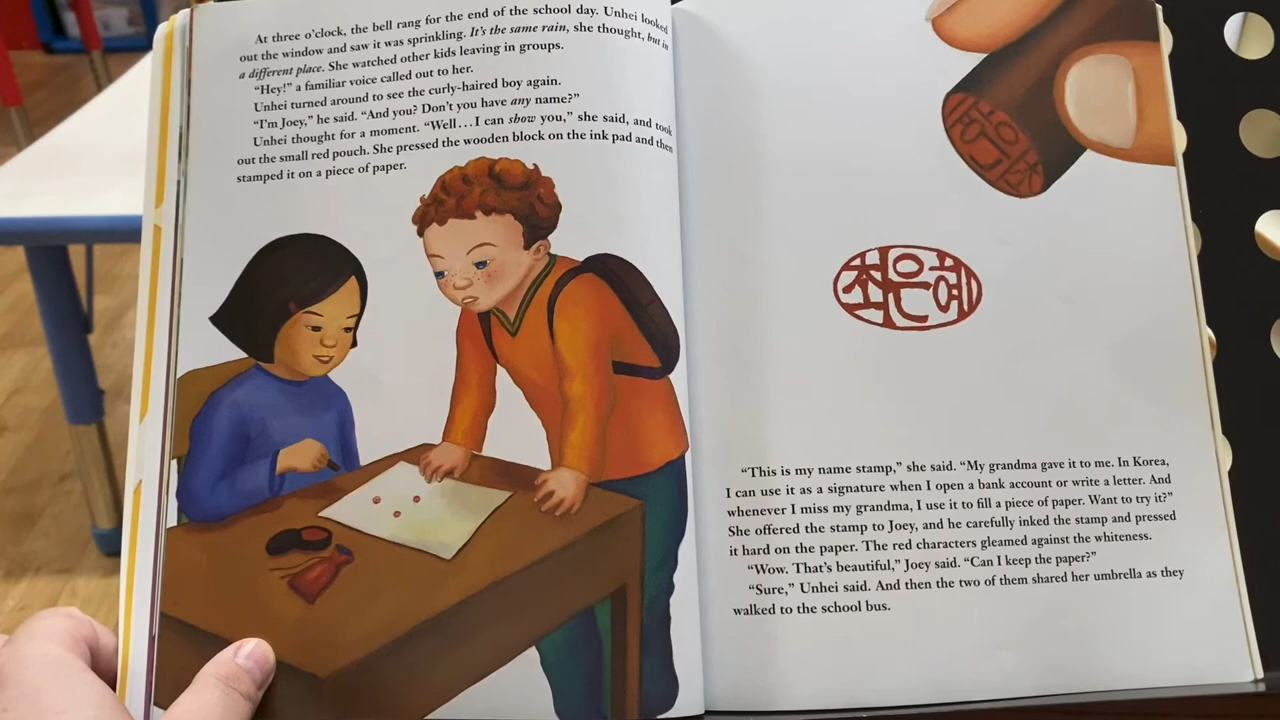 At three o'clock, the bell rang for the end of the school day. Unhei looked
out the window and saw it was sprinkling. It's the same rain, she thought, but in
a different place. She watched other kids leaving in groups.
"Hey!" a familiar voice called out to her.
Unhei turned around to see the curly-haired boy again.
"I'm Joey," he said. "And you? Don't you have any name?"
Unhei thought for a moment. "Well...I can show you," she said, and took
out the small red pouch. She pressed the wooden block on the ink pad and then
stamped it on a piece of paper.
최은혜
"This is my name stamp," she said. "My grandma gave it to me. In Korea,
I can use it as a signature when I open a bank account or write a letter. And
whenever I miss my grandma, I use it to fill a piece of paper. Want to try it?"
She offered the stamp to Joey, and he carefully inked the stamp and pressed
it hard on the paper. The red characters gleamed against the whiteness.
"Wow. That's beautiful," Joey said. "Can I keep the paper?"
"Sure," Unhei said. And then the two of them shared her umbrella as they
walked to the school bus.